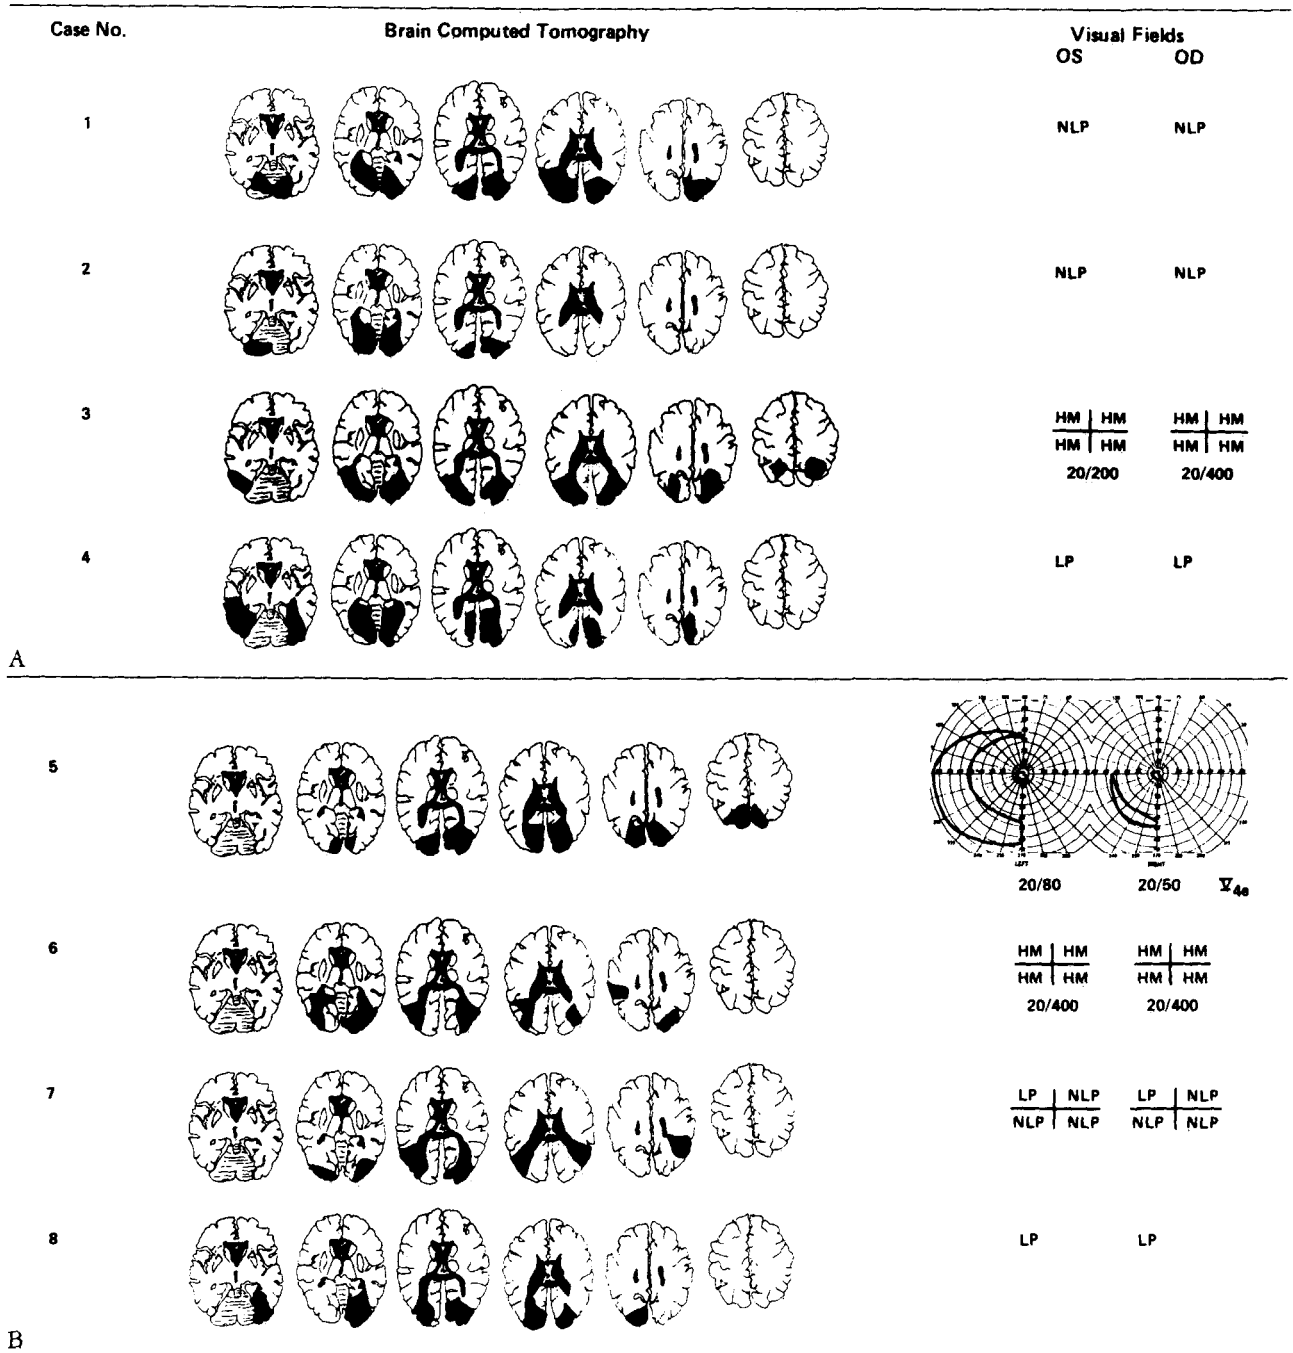 Case No. Brain Computed Tomography Visual Fields
OS OD
1 NLP NLP
2 NLP NLP
3 HM HM HM HM
HM HM HM HM
20/200 20/400
4 LP LP
A
5
LEFT RIGHT
20/80 20/50 V4e
6 HM HM HM HM
HM HM HM HM
20/400 20/400
7 LP NLP LP NLP
NLP NLP NLP NLP
8 LP LP
B